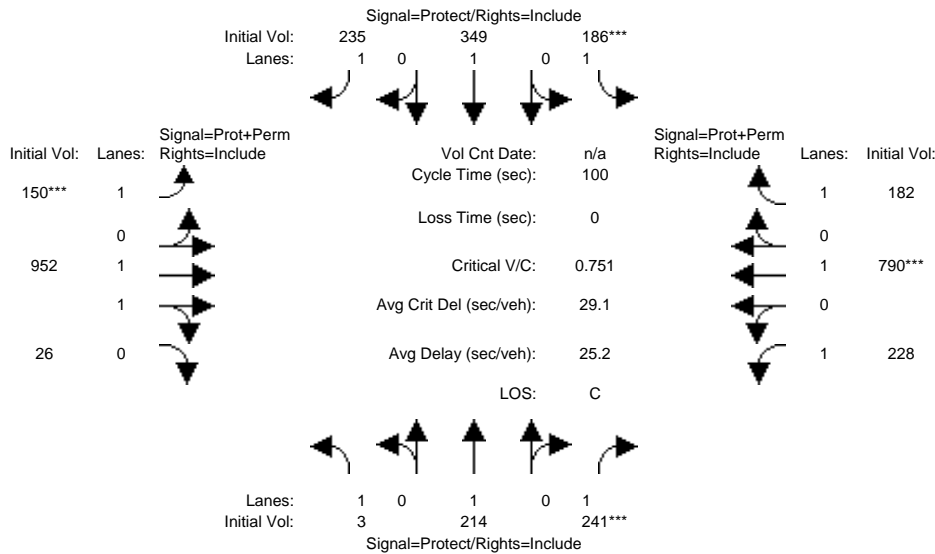 Signal=Protect/Rights=Include
Initial Vol: 235 349 186***
Lanes: 1 0 1 0 1
Signal=Prot+Perm Signal=Prot+Perm
Initial Vol: Lanes: Rights=Include Vol Cnt Date: n/a Rights=Include Lanes: Initial Vol:
Cycle Time (sec): 100
150*** 1 1 182
Loss Time (sec): 0
0 0
952 1 Critical V/C: 0.751 1 790***
1 Avg Crit Del (sec/veh): 29.1 0
26 0 Avg Delay (sec/veh): 25.2 1 228
LOS: C
Lanes: 1 0 1 0 1
Initial Vol: 3 214 241***
Signal=Protect/Rights=Include